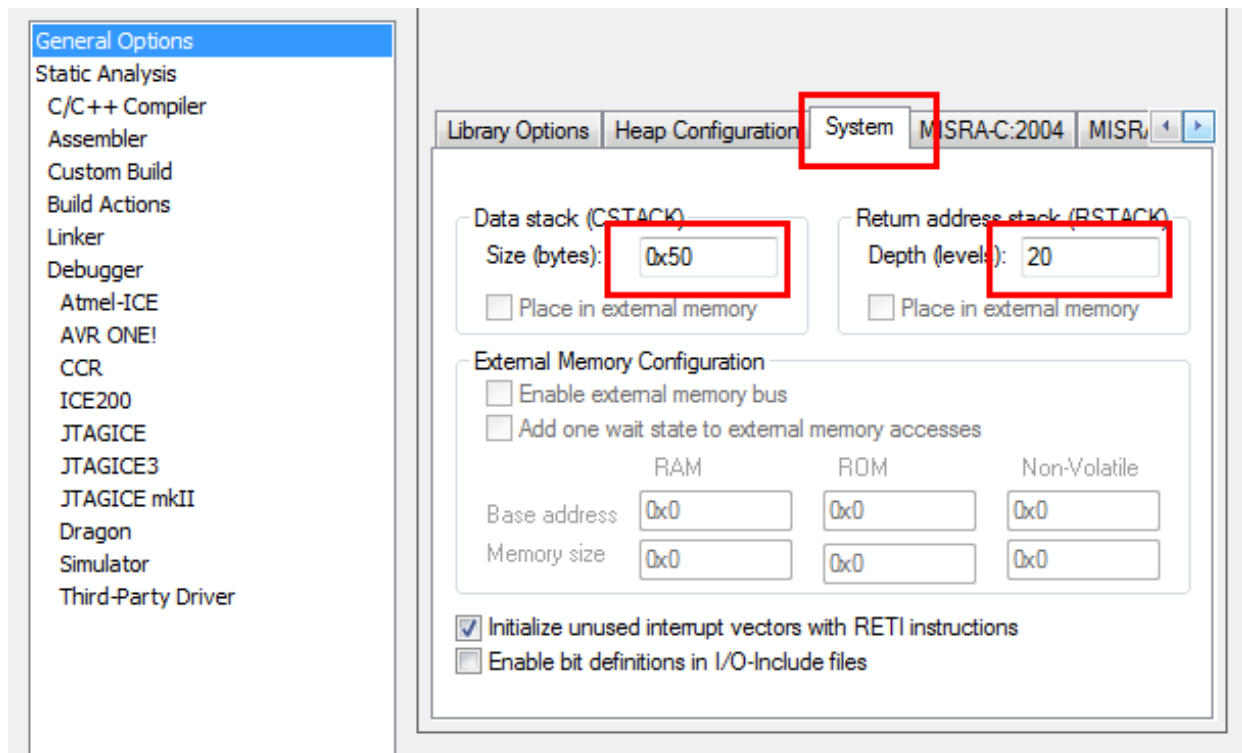 General Options
Static Analysis
C/C++ Compiler
Assembler
Custom Build
Build Actions
Linker
Debugger
Atmel-ICE
AVR ONE!
CCR
ICE200
JTAGICE
JTAGICE3
JTAGICE mkII
Dragon
Simulator
Third-Party Driver
Library Options Heap Configuration System MISRA-C:2004 MISR
Data stack (CSTACK) Return address stack (RSTACK)
Size (bytes): 0x50 Depth (levels): 20
Place in external memory Place in external memory
External Memory Configuration
Enable external memory bus
Add one wait state to external memory accesses
RAM ROM Non-Volatile
Base address 0x0 0x0 0x0
Memory size 0x0 0x0 0x0
Initialize unused interrupt vectors with RETI instructions
Enable bit definitions in I/O-Include files